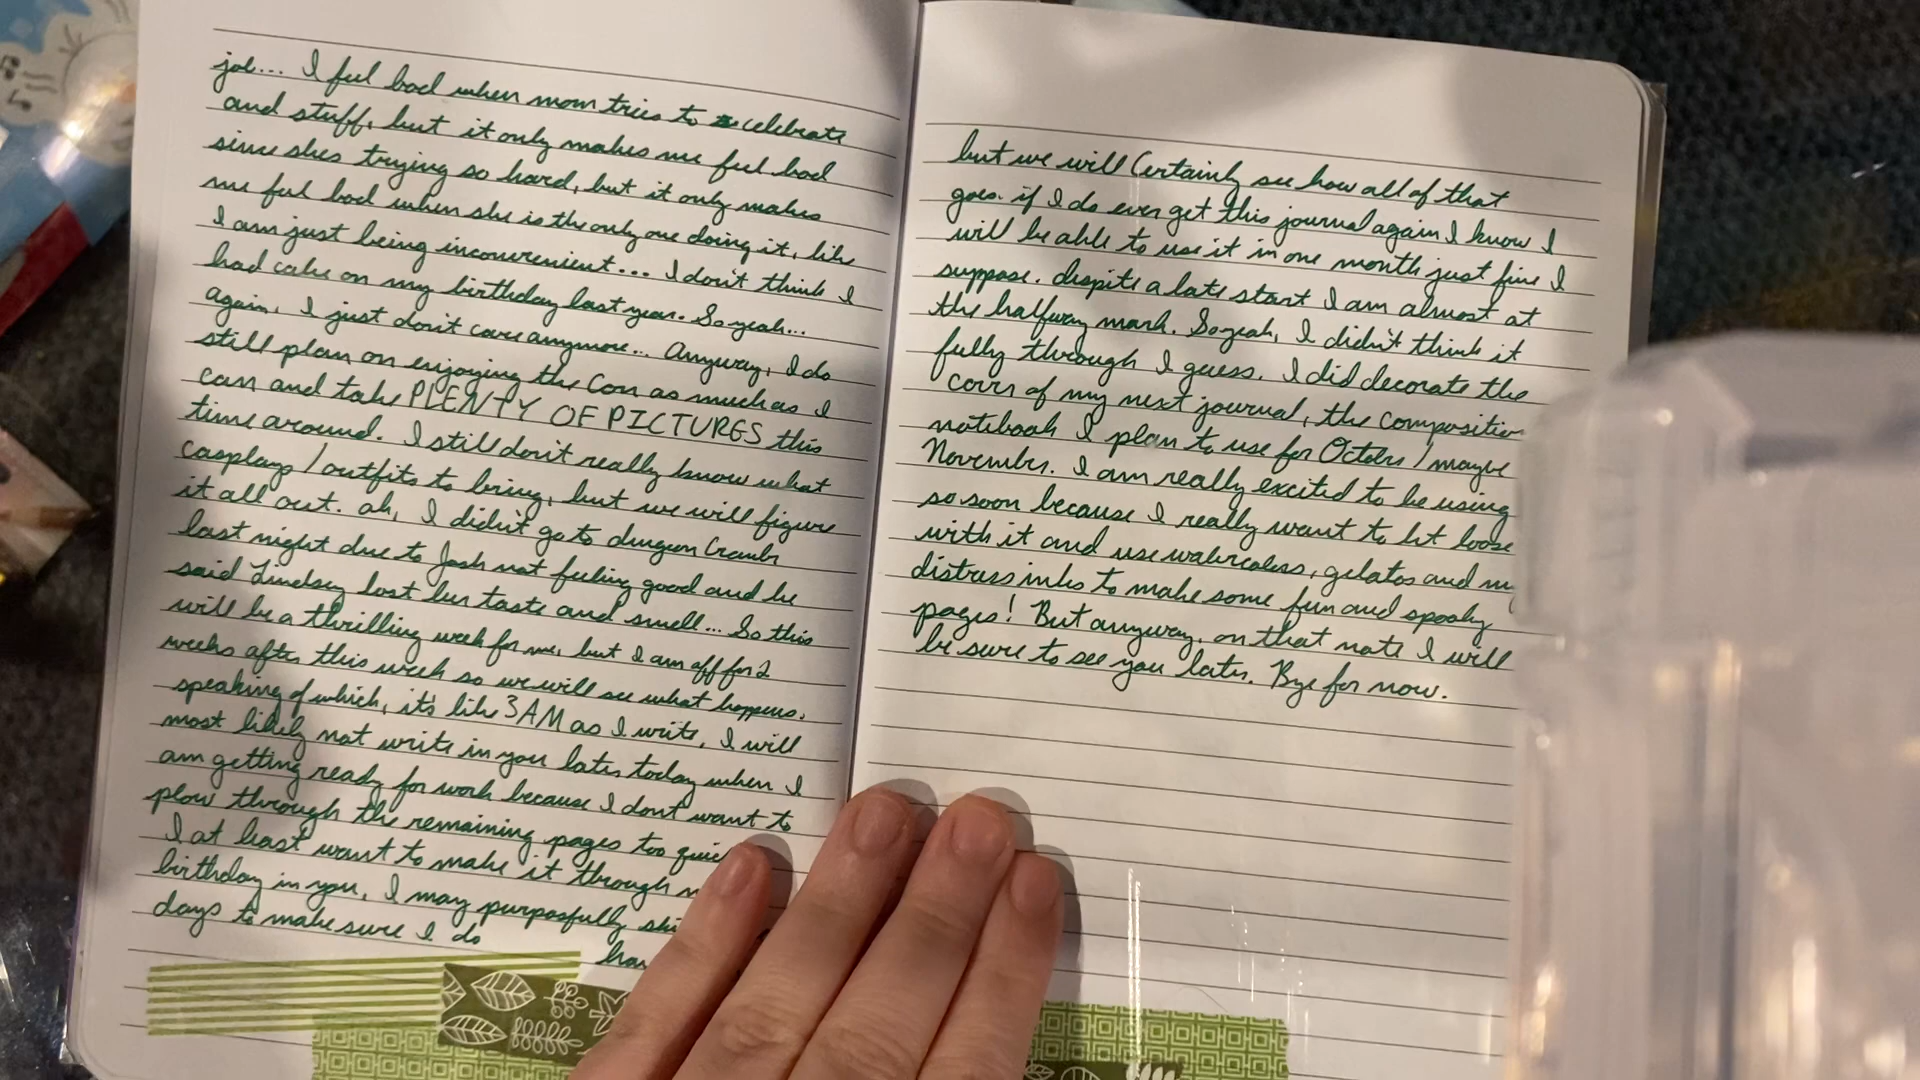 job... I feel bad when mom tries to celebrate
and stuff, but it only makes me feel bad
since shes trying so hard, but it only makes
me feel bad when she is the only one doing it, like
I am just being inconvenient... I don't think I
had cake on my birthday last year. So yeah...
again, I just don't care anymore... Anyway, I do
still plan on enjoying the Con as much as I
can and take PLENTY OF PICTURES this
time around. I still don't really know what
cosplays / outfits to bring, but we will figure
it all out. ah, I didn't go to dungeon Crawler
last night due to Josh not feeling good and he
said Lindsey lost her taste and smell... So this
will be a thrilling week for me, but I am off for 2
weeks after this week so we will see what happens.
speaking of which, it's like 3 AM as I write, I will
most likely not write in you later today when I
am getting ready for work because I dont want to
plow through the remaining pages too
I at least want to make it through
birthday in you, I may purposfully
days to make sure I do
but we will Certainly see how all of that
goes. if I do ever get this journal again I know I
will be able to use it in one month just fine I
suppose. despite a late start I am almost at
the halfway mark. So yeah, I didn't think it
fully through I guess. I did decorate the
cover of my next journal, the composition
notebook I plan to use for October / maybe
November. I am really excited to be using
so soon because I really want to let loose
with it and use watercolors, gelatos and my
distress inks to make some fun and spooky
pages! But anyway, on that note I will
be sure to see you later. Bye for now.